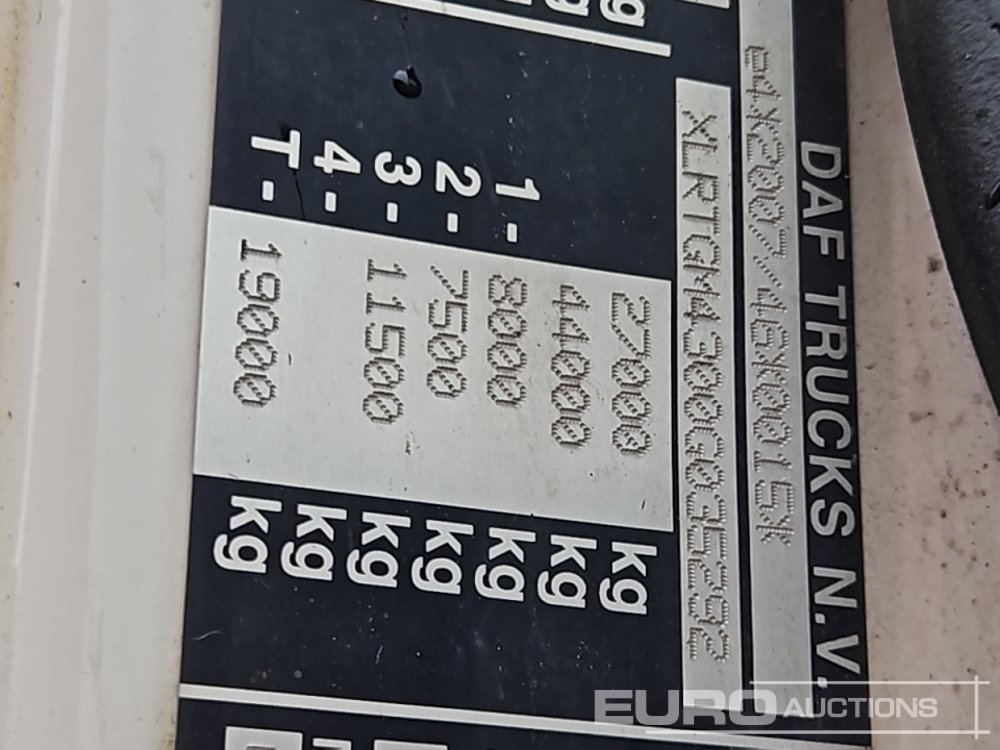 DAF TRUCKS N.V.
e4*2007/46*0015*
XLRTGM4300G035292
27000 kg
44000 kg
1- 8000 kg
2- 7500 kg
3- 11500 kg
4- kg
T- 19000 kg
EURO AUCTIONS